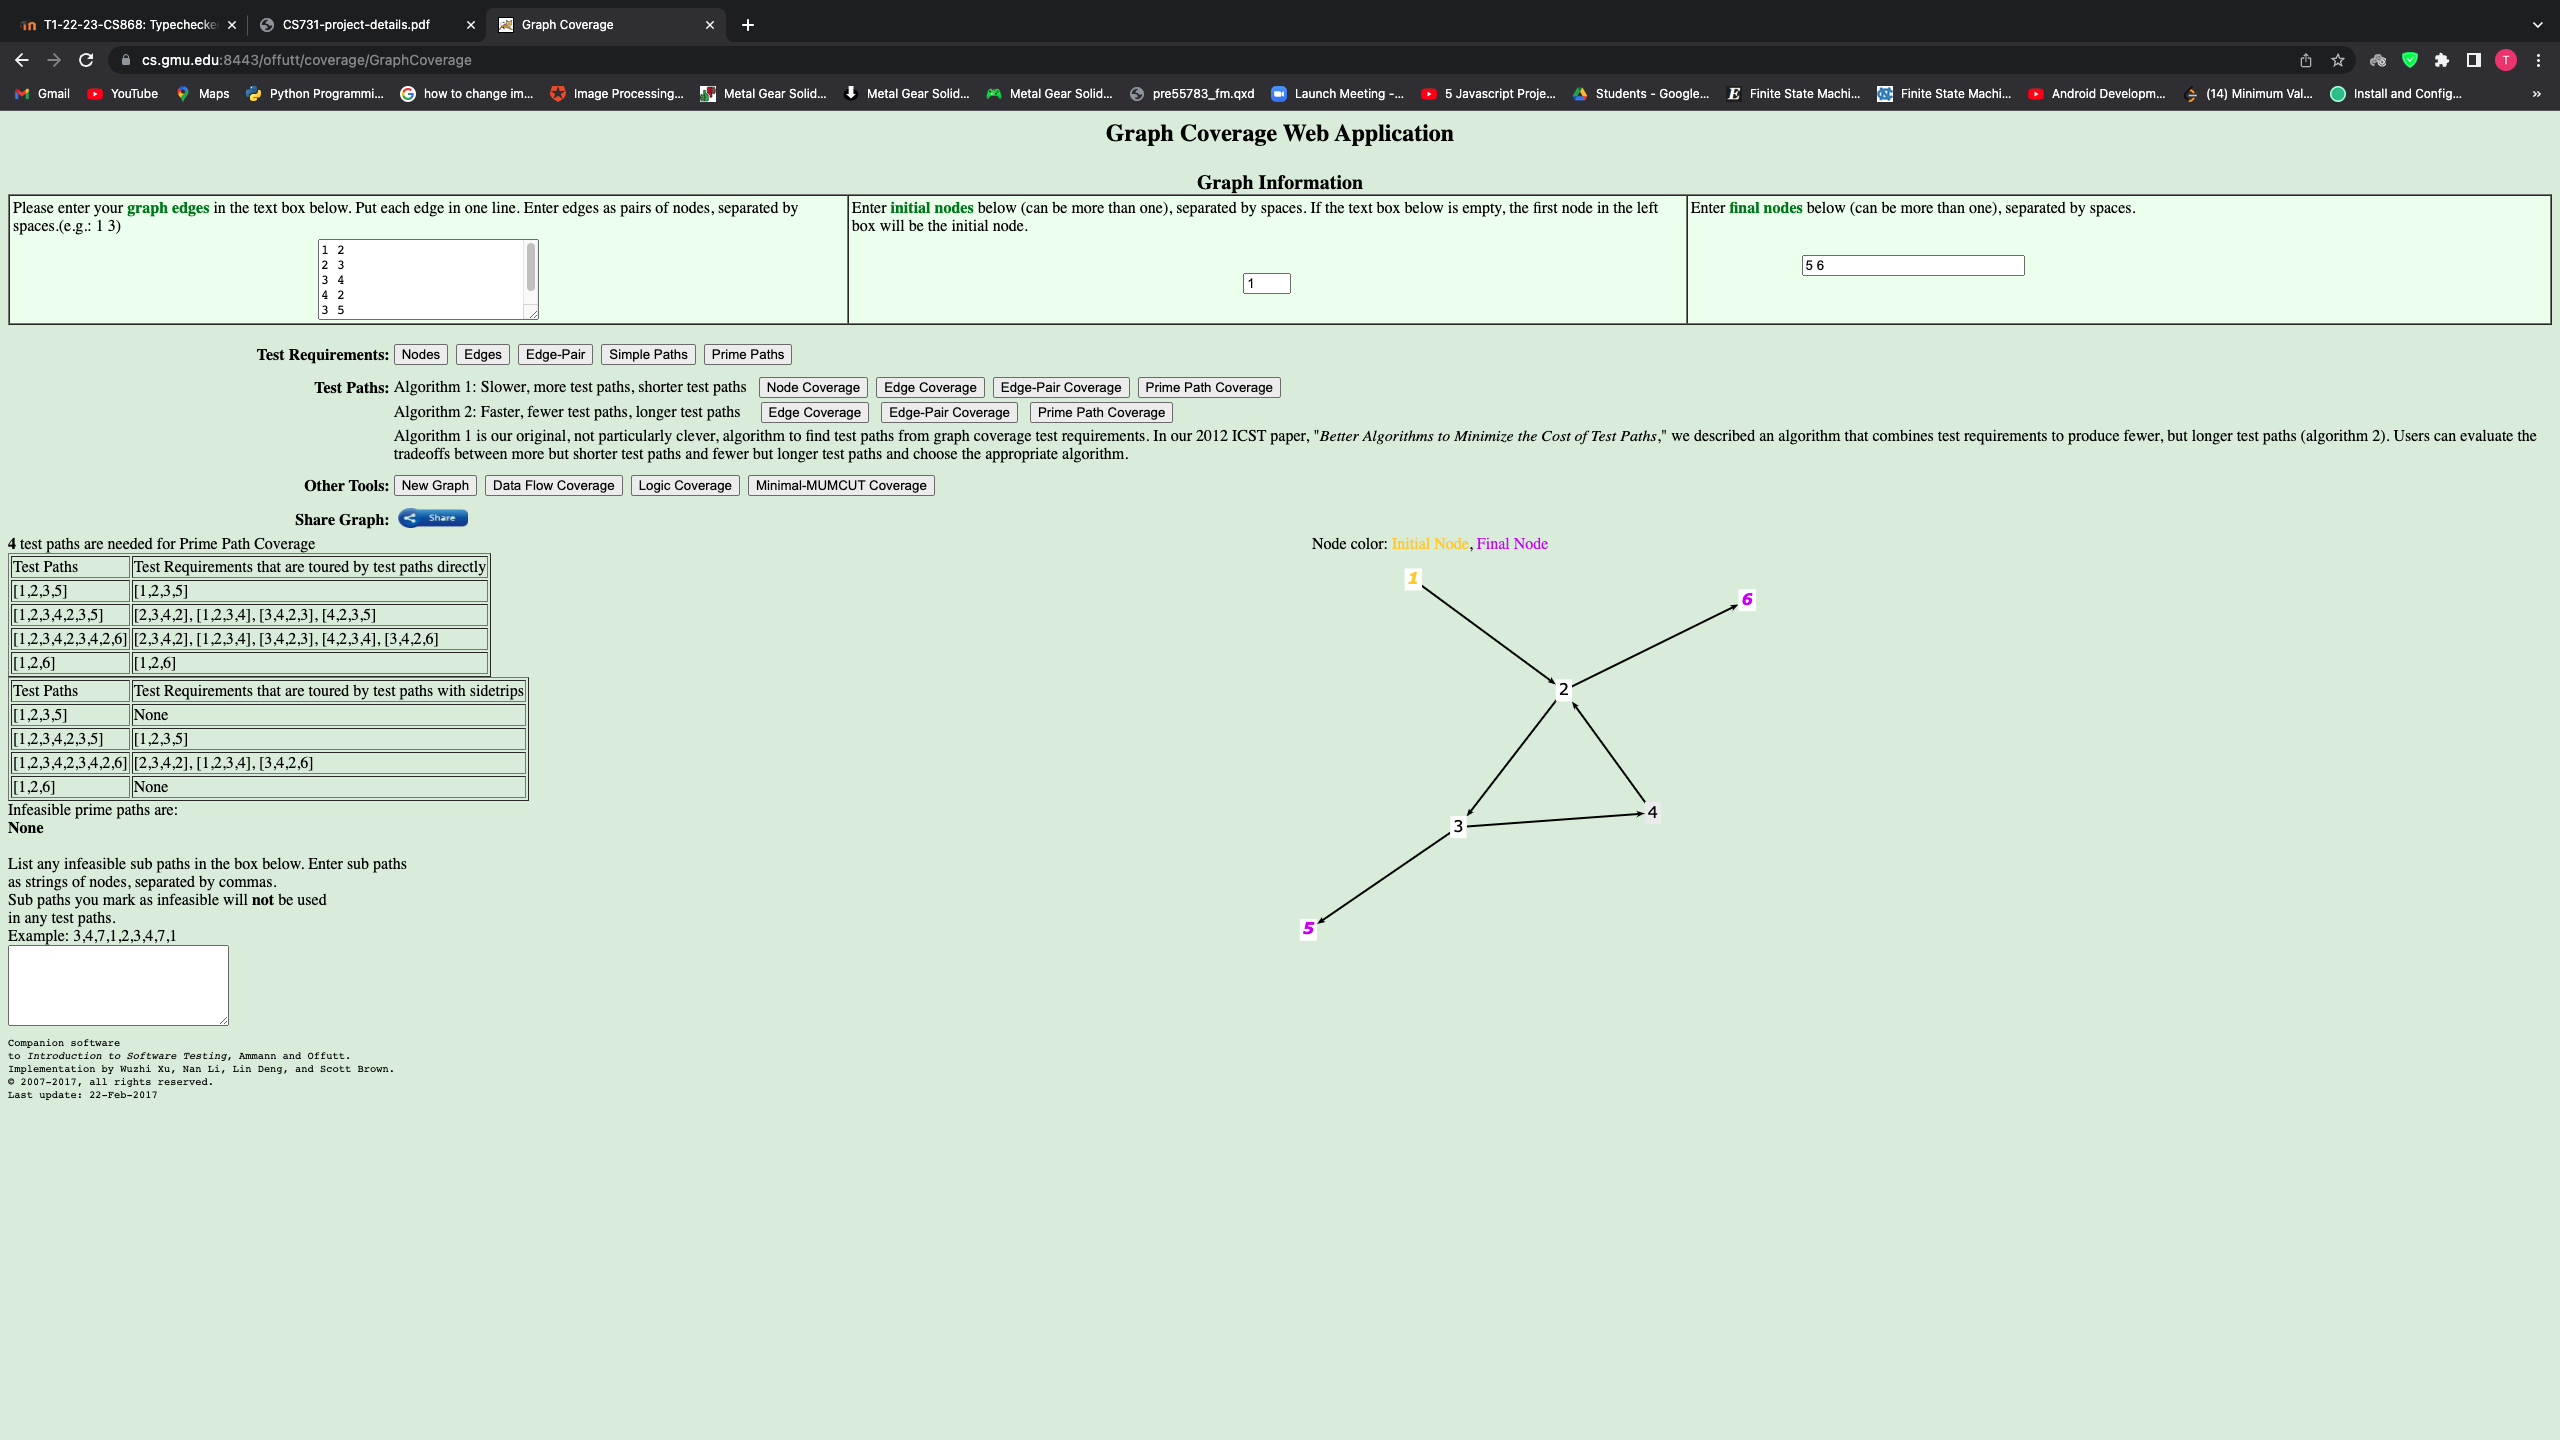 T1-22-23-CS868: Typechecke
CS731-project-details.pdf
Graph Coverage
cs.gmu.edu:8443/offutt/coverage/GraphCoverage
T
Gmail YouTube Maps Python Programmi... how to change im... Image Processing... Metal Gear Solid... Metal Gear Solid... Metal Gear Solid... pre55783_fm.qxd Launch Meeting -... 5 Javascript Proje... Students - Google... Finite State Machi... Finite State Machi... Android Developm... (14) Minimum Val... Install and Config... »
Graph Coverage Web Application
Graph Information
Please enter your graph edges in the text box below. Put each edge in one line. Enter edges as pairs of nodes, separated by
spaces.(e.g.: 1 3)
1 2
2 3
3 4
4 2
3 5
Enter initial nodes below (can be more than one), separated by spaces. If the text box below is empty, the first node in the left
box will be the initial node.
1
Enter final nodes below (can be more than one), separated by spaces.
5 6
Test Requirements: Nodes Edges Edge-Pair Simple Paths Prime Paths
Test Paths: Algorithm 1: Slower, more test paths, shorter test paths Node Coverage Edge Coverage Edge-Pair Coverage Prime Path Coverage
Algorithm 2: Faster, fewer test paths, longer test paths Edge Coverage Edge-Pair Coverage Prime Path Coverage
Algorithm 1 is our original, not particularly clever, algorithm to find test paths from graph coverage test requirements. In our 2012 ICST paper, "Better Algorithms to Minimize the Cost of Test Paths," we described an algorithm that combines test requirements to produce fewer, but longer test paths (algorithm 2). Users can evaluate the
tradeoffs between more but shorter test paths and fewer but longer test paths and choose the appropriate algorithm.
Other Tools: New Graph Data Flow Coverage Logic Coverage Minimal-MUMCUT Coverage
Share Graph: Share
4 test paths are needed for Prime Path Coverage
Test Paths Test Requirements that are toured by test paths directly
[1,2,3,5] [1,2,3,5]
[1,2,3,4,2,3,5] [2,3,4,2], [1,2,3,4], [3,4,2,3], [4,2,3,5]
[1,2,3,4,2,3,4,2,6] [2,3,4,2], [1,2,3,4], [3,4,2,3], [4,2,3,4], [3,4,2,6]
[1,2,6] [1,2,6]
Test Paths Test Requirements that are toured by test paths with sidetrips
[1,2,3,5] None
[1,2,3,4,2,3,5] [1,2,3,5]
[1,2,3,4,2,3,4,2,6] [2,3,4,2], [1,2,3,4], [3,4,2,6]
[1,2,6] None
Infeasible prime paths are:
None
List any infeasible sub paths in the box below. Enter sub paths
as strings of nodes, separated by commas.
Sub paths you mark as infeasible will not be used
in any test paths.
Example: 3,4,7,1,2,3,4,7,1
Companion software
to Introduction to Software Testing, Ammann and Offutt.
Implementation by Wuzhi Xu, Nan Li, Lin Deng, and Scott Brown.
© 2007-2017, all rights reserved.
Last update: 22-Feb-2017
Node color: Initial Node, Final Node
1
6
2
4
3
5